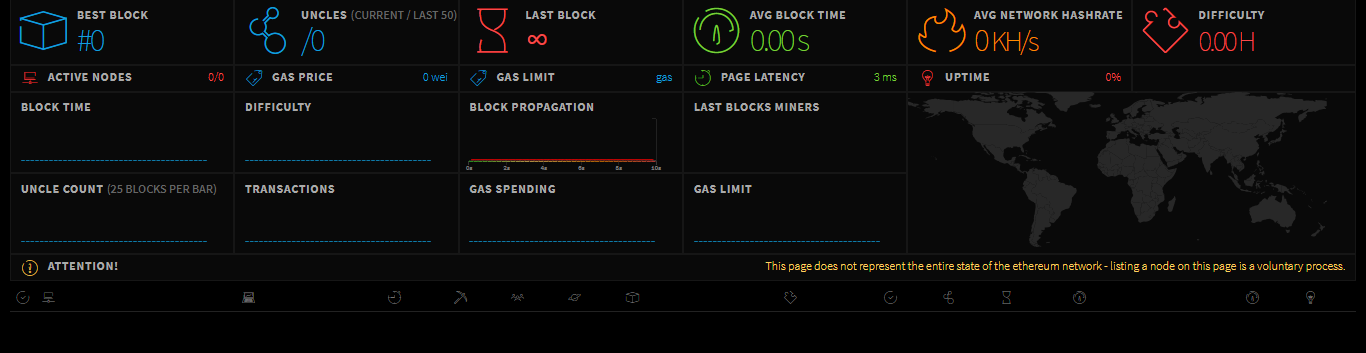 BEST BLOCK
#0
UNCLES (CURRENT / LAST 50)
/0
LAST BLOCK
∞
AVG BLOCK TIME
0.00 s
AVG NETWORK HASHRATE
0 KH/s
DIFFICULTY
0.00 H
ACTIVE NODES 0/0
GAS PRICE 0 wei
GAS LIMIT gas
PAGE LATENCY 3 ms
UPTIME 0%
BLOCK TIME
DIFFICULTY
BLOCK PROPAGATION
0s 2s 4s 6s 8s 10s
LAST BLOCKS MINERS
UNCLE COUNT (25 BLOCKS PER BAR)
TRANSACTIONS
GAS SPENDING
GAS LIMIT
ATTENTION!
This page does not represent the entire state of the ethereum network - listing a node on this page is a voluntary process.